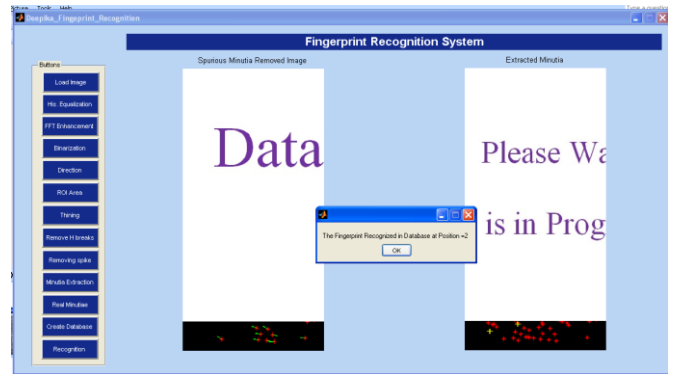 Tools Help
Deepika_Fingerprint_Recognition
Fingerprint Recognition System
Buttons
Load Image
His. Equalization
FFT Enhancement
Binarization
Direction
ROI Area
Thining
Remove H breaks
Removing spike
Minutia Extraction
Real Minutiae
Create Database
Recognition
Spurious Minutia Removed Image
Data
Extracted Minutia
Please Wa
is in Prog
The Fingerprint Recognized in Database at Position =2
OK